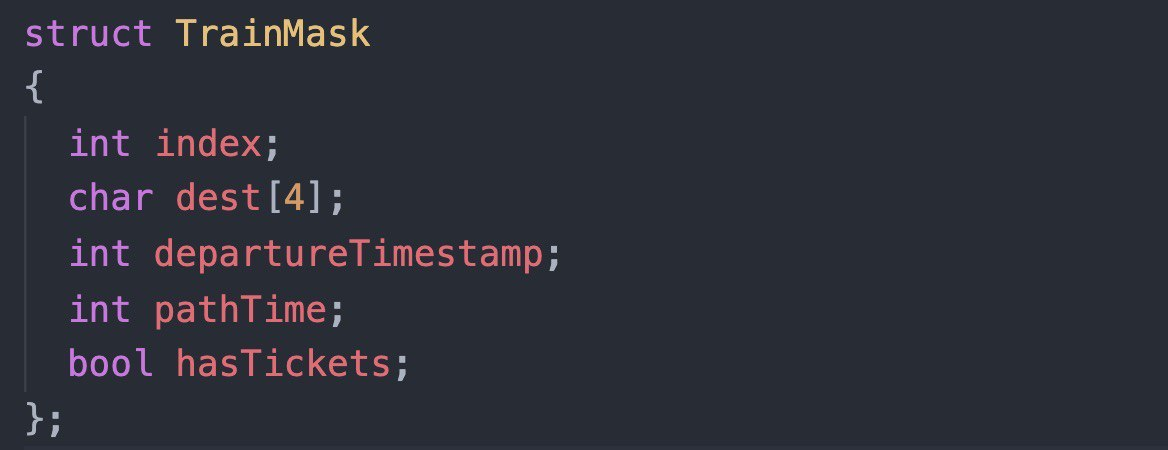 struct TrainMask
{
int index;
char dest[4];
int departureTimestamp;
int pathTime;
bool hasTickets;
};